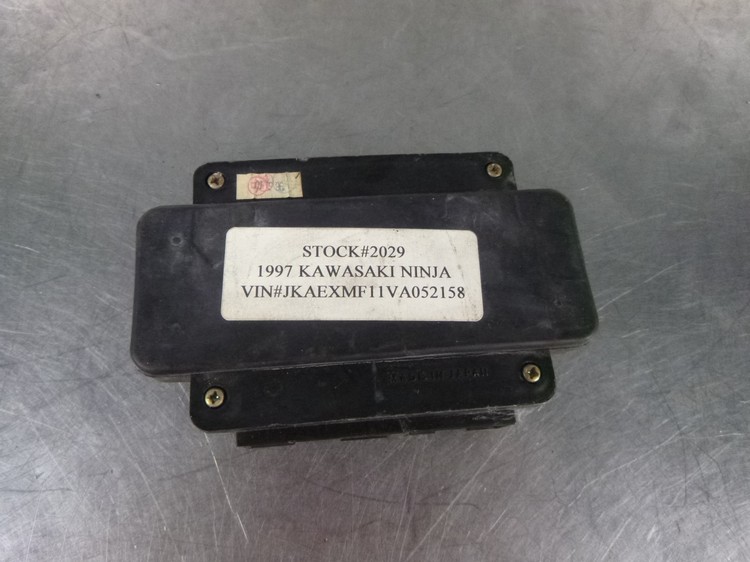 STOCK#2029
1997 KAWASAKI NINJA
VIN#JKAEXMF11VA052158